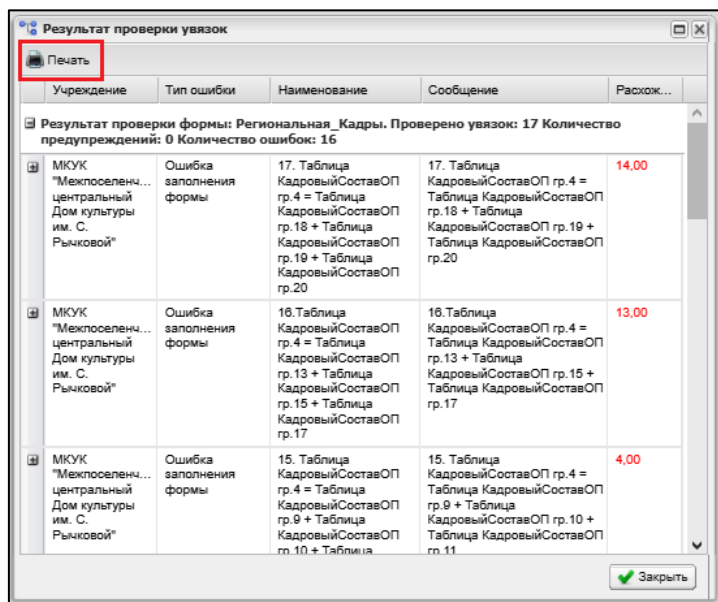 Результат проверки увязок
Печать
Учреждение Тип ошибки Наименование Сообщение Расхож...
Результат проверки формы: Региональная_Кадры. Проверено увязок: 17 Количество
предупреждений: 0 Количество ошибок: 16
МКУК Ошибка 17. Таблица 17. Таблица 14,00
"Межпоселенч... заполнения КадровыйСоставОП КадровыйСоставОП гр.4 =
центральный формы гр.4 = Таблица Таблица КадровыйСоставОП
Дом культуры КадровыйСоставОП гр.18 + Таблица
им. С. гр.18 + Таблица КадровыйСоставОП гр.19 +
Рычковой" КадровыйСоставОП Таблица КадровыйСоставОП
гр.19 + Таблица гр.20
КадровыйСоставОП
гр.20
МКУК Ошибка 16.Таблица 16.Таблица 13,00
"Межпоселенч... заполнения КадровыйСоставОП КадровыйСоставОП гр.4 =
центральный формы гр.4 = Таблица Таблица КадровыйСоставОП
Дом культуры КадровыйСоставОП гр.13 + Таблица
им. С. гр.13 + Таблица КадровыйСоставОП гр.15 +
Рычковой" КадровыйСоставОП Таблица КадровыйСоставОП
гр.15 + Таблица гр.17
КадровыйСоставОП
гр.17
МКУК Ошибка 15. Таблица 15. Таблица 4,00
"Межпоселенч... заполнения КадровыйСоставОП КадровыйСоставОП гр.4 =
центральный формы гр.4 = Таблица Таблица КадровыйСоставОП
Дом культуры КадровыйСоставОП гр.9 + Таблица
им. С. гр.9 + Таблица КадровыйСоставОП гр.10 +
Рычковой" КадровыйСоставОП Таблица КадровыйСоставОП
гр.10 + Таблица гр.11
Закрыть